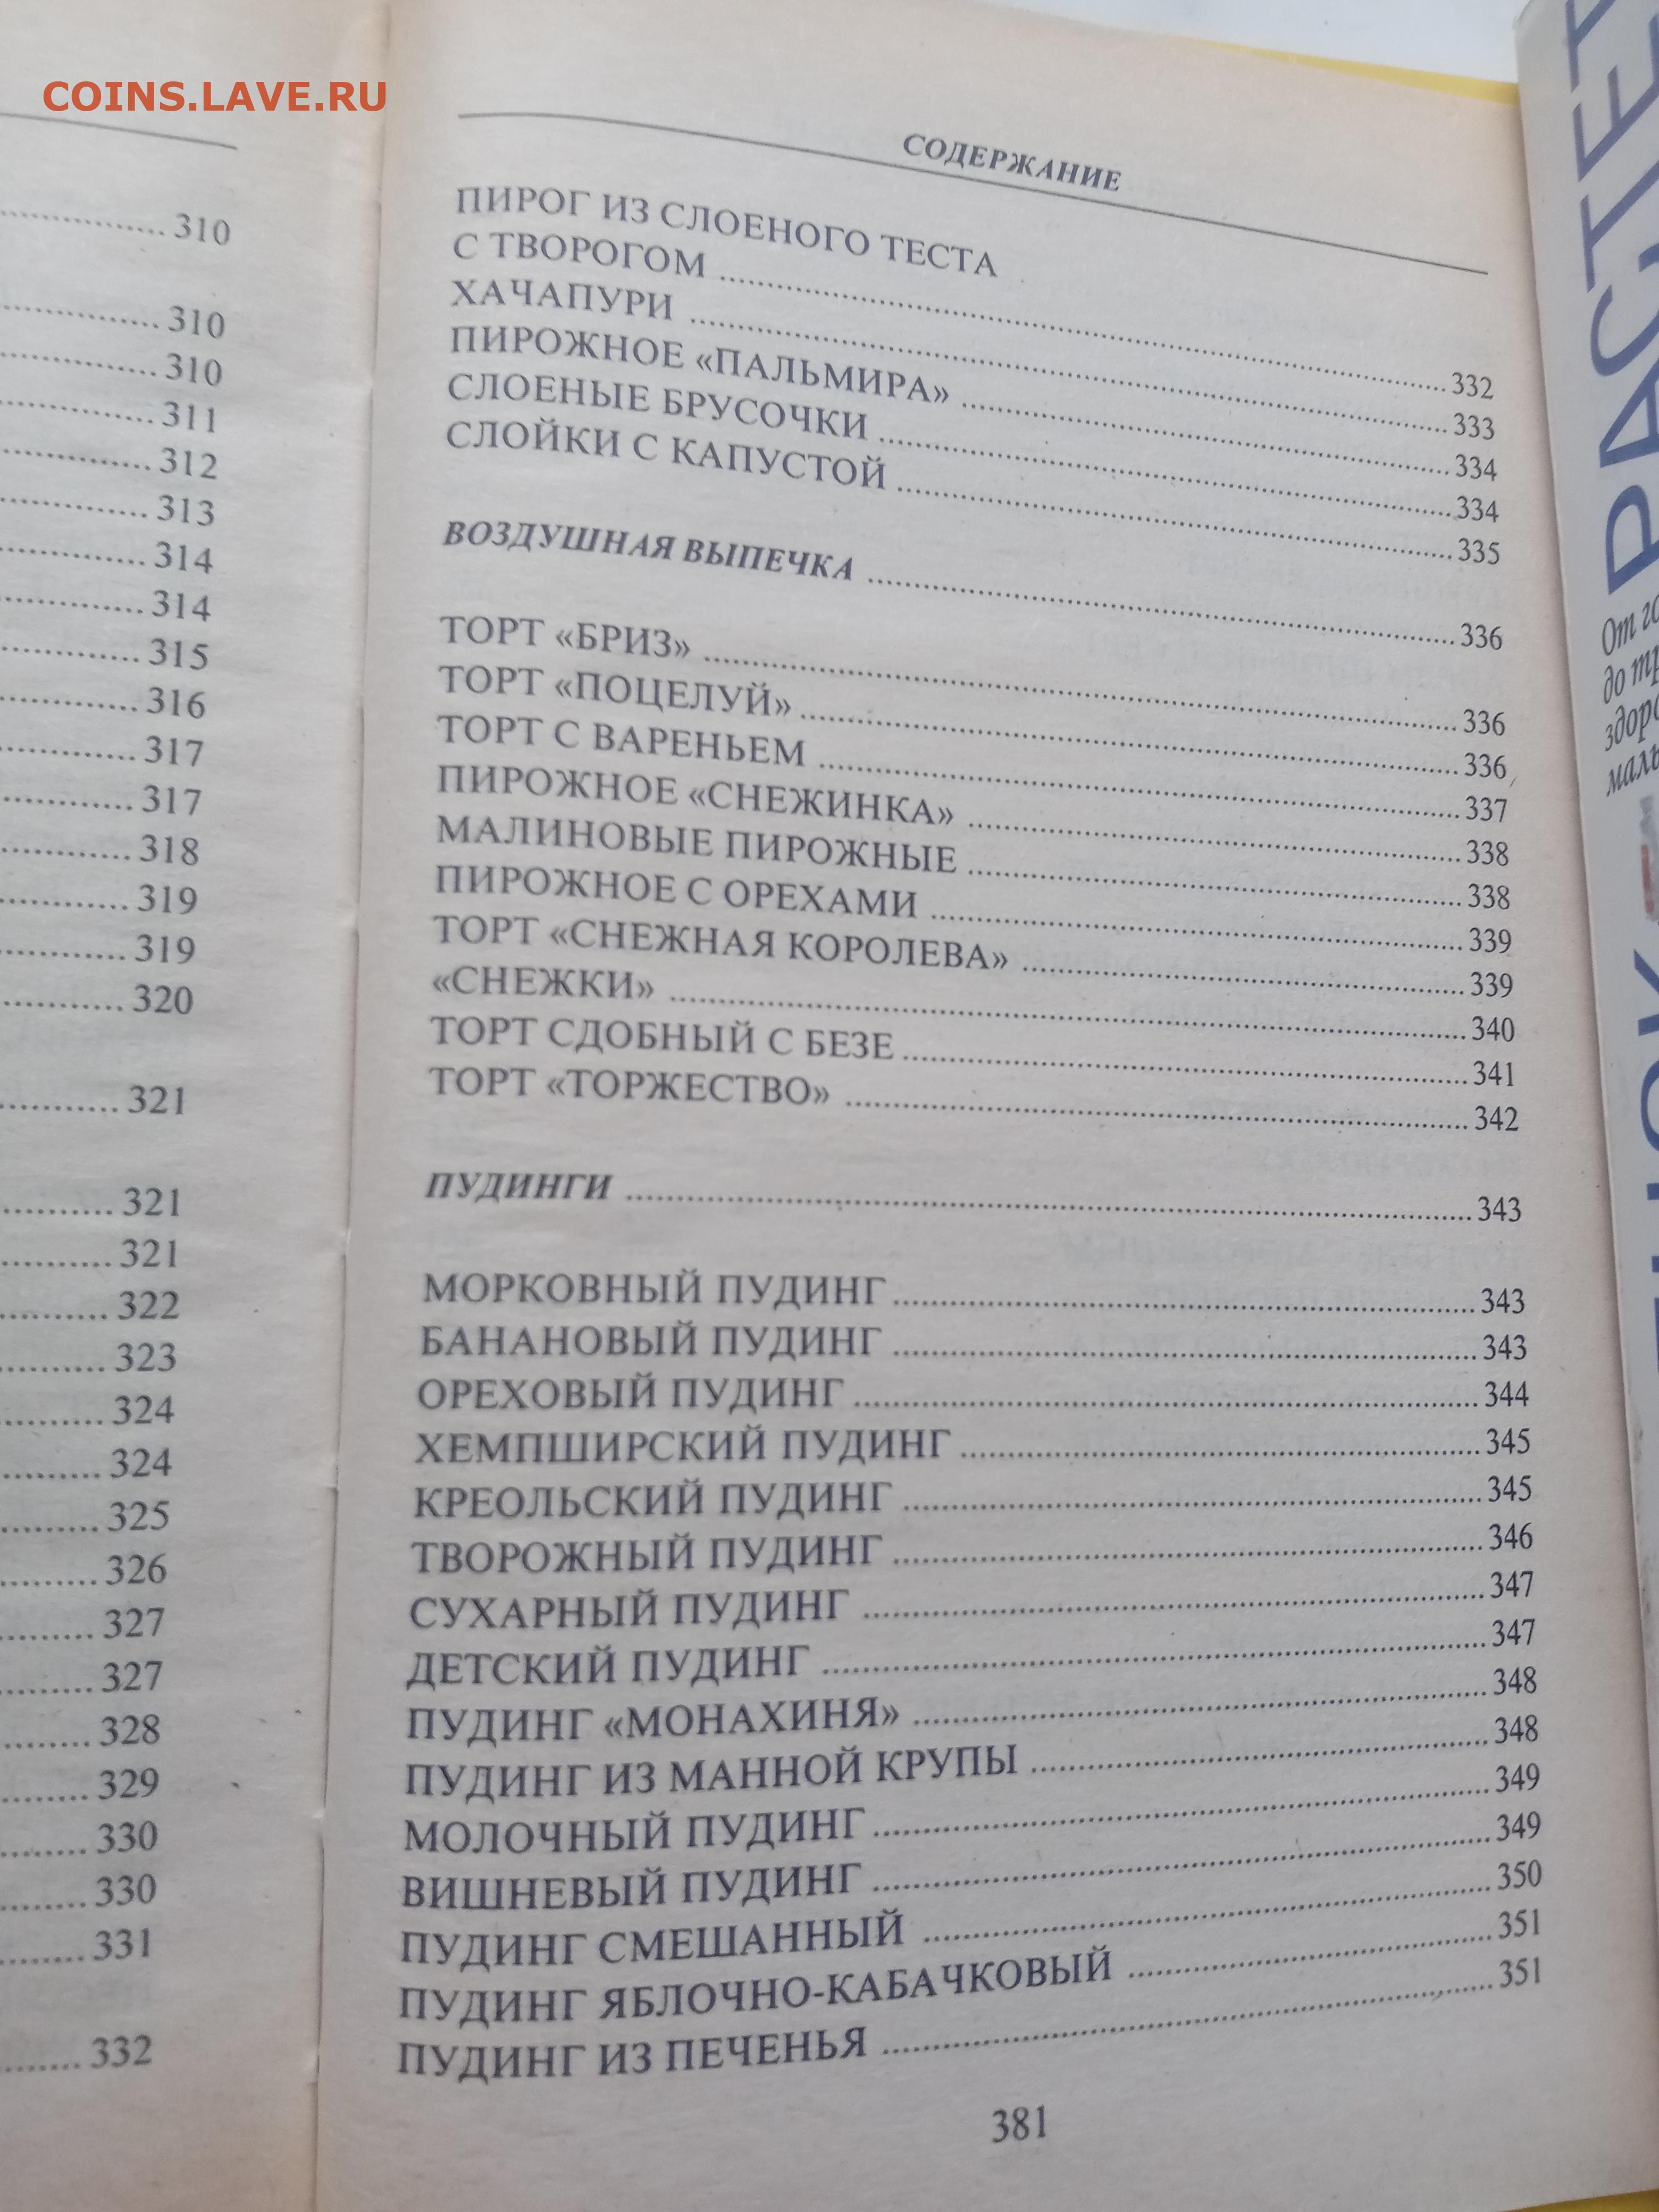 COINS.LAVE.RU
310
310
310
311
312
313
314
314
315
316
317
317
318
319
319
320
321
321
321
322
323
324
324
325
326
327
327
328
329
330
330
331
332
СОДЕРЖАНИЕ
ПИРОГ ИЗ СЛОЕНОГО ТЕСТА
С ТВОРОГОМ 332
ХАЧАПУРИ 333
ПИРОЖНОЕ «ПАЛЬМИРА» 334
СЛОЕНЫЕ БРУСОЧКИ 334
СЛОЙКИ С КАПУСТОЙ 335
ВОЗДУШНАЯ ВЫПЕЧКА 336
ТОРТ «БРИЗ» 336
ТОРТ «ПОЦЕЛУЙ» 336
ТОРТ С ВАРЕНЬЕМ 337
ПИРОЖНОЕ «СНЕЖИНКА» 338
МАЛИНОВЫЕ ПИРОЖНЫЕ 338
ПИРОЖНОЕ С ОРЕХАМИ 339
ТОРТ «СНЕЖНАЯ КОРОЛЕВА» 339
«СНЕЖКИ» 340
ТОРТ СДОБНЫЙ С БЕЗЕ 341
ТОРТ «ТОРЖЕСТВО» 342
ПУДИНГИ 343
МОРКОВНЫЙ ПУДИНГ 343
БАНАНОВЫЙ ПУДИНГ 343
ОРЕХОВЫЙ ПУДИНГ 344
ХЕМПШИРСКИЙ ПУДИНГ 345
КРЕОЛЬСКИЙ ПУДИНГ 345
ТВОРОЖНЫЙ ПУДИНГ 346
СУХАРНЫЙ ПУДИНГ 347
ДЕТСКИЙ ПУДИНГ 347
ПУДИНГ «МОНАХИНЯ» 348
ПУДИНГ ИЗ МАННОЙ КРУПЫ 348
МОЛОЧНЫЙ ПУДИНГ 349
ВИШНЕВЫЙ ПУДИНГ 349
ПУДИНГ СМЕШАННЫЙ 350
ПУДИНГ ЯБЛОЧНО-КАБАЧКОВЫЙ 351
ПУДИНГ ИЗ ПЕЧЕНЬЯ 351
381
РАСТЕТ
От
до